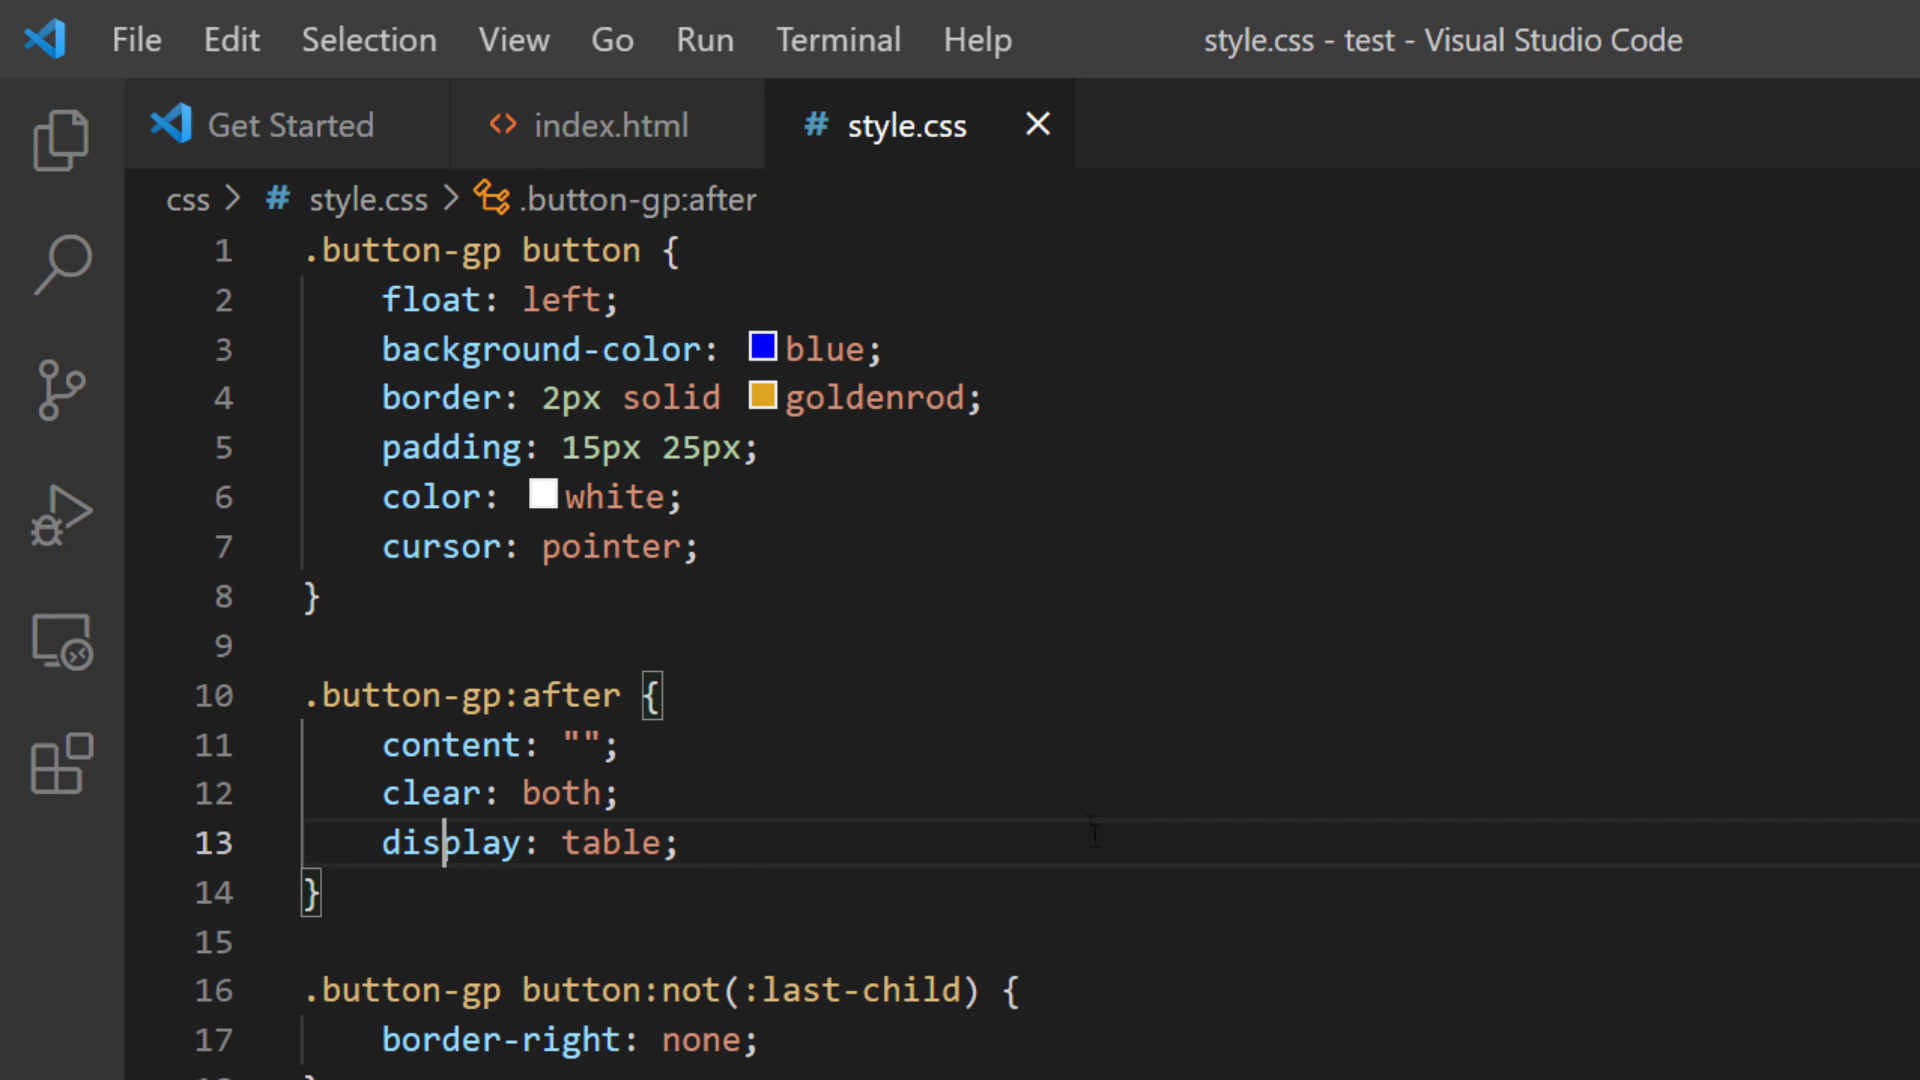 File Edit Selection View Go Run Terminal Help style.css - test - Visual Studio Code
Get Started index.html # style.css
css > # style.css > .button-gp:after
1 .button-gp button {
2 float: left;
3 background-color: blue;
4 border: 2px solid goldenrod;
5 padding: 15px 25px;
6 color: white;
7 cursor: pointer;
8 }
9
10 .button-gp:after {
11 content: "";
12 clear: both;
13 display: table;
14 }
15
16 .button-gp button:not(:last-child) {
17 border-right: none;